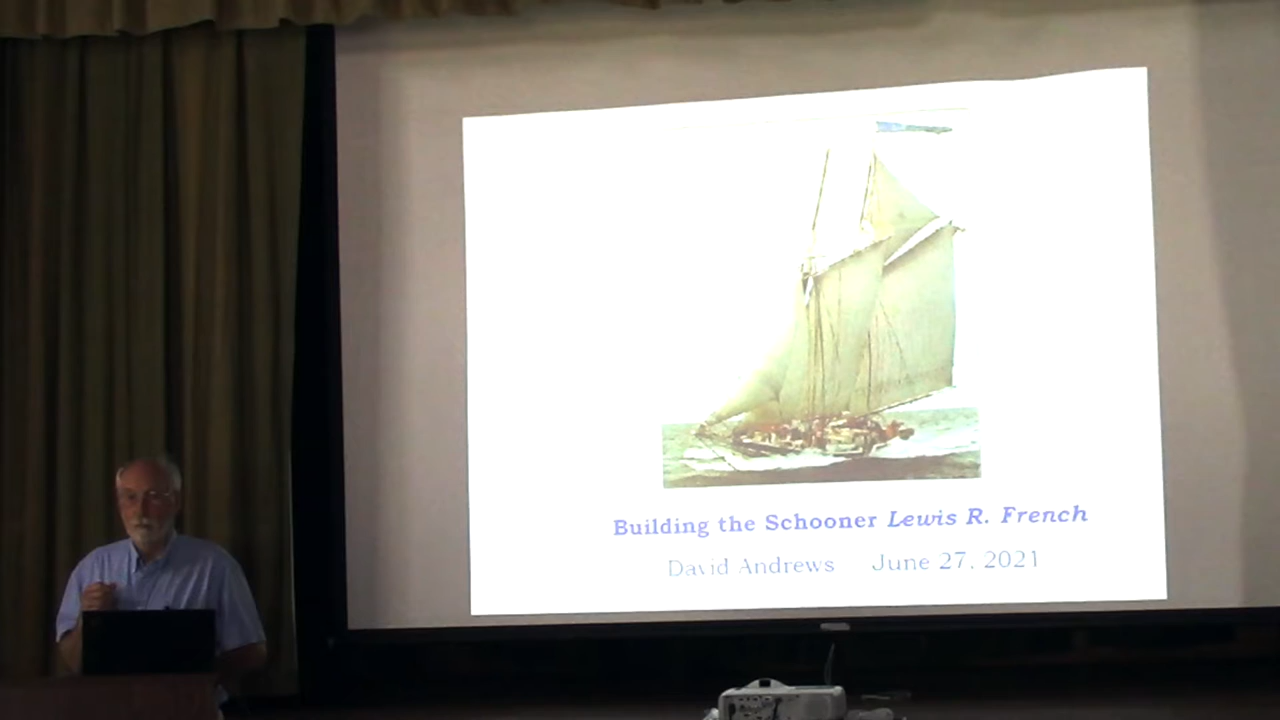 Building the Schooner Lewis R. French
David Andrews June 27, 2021